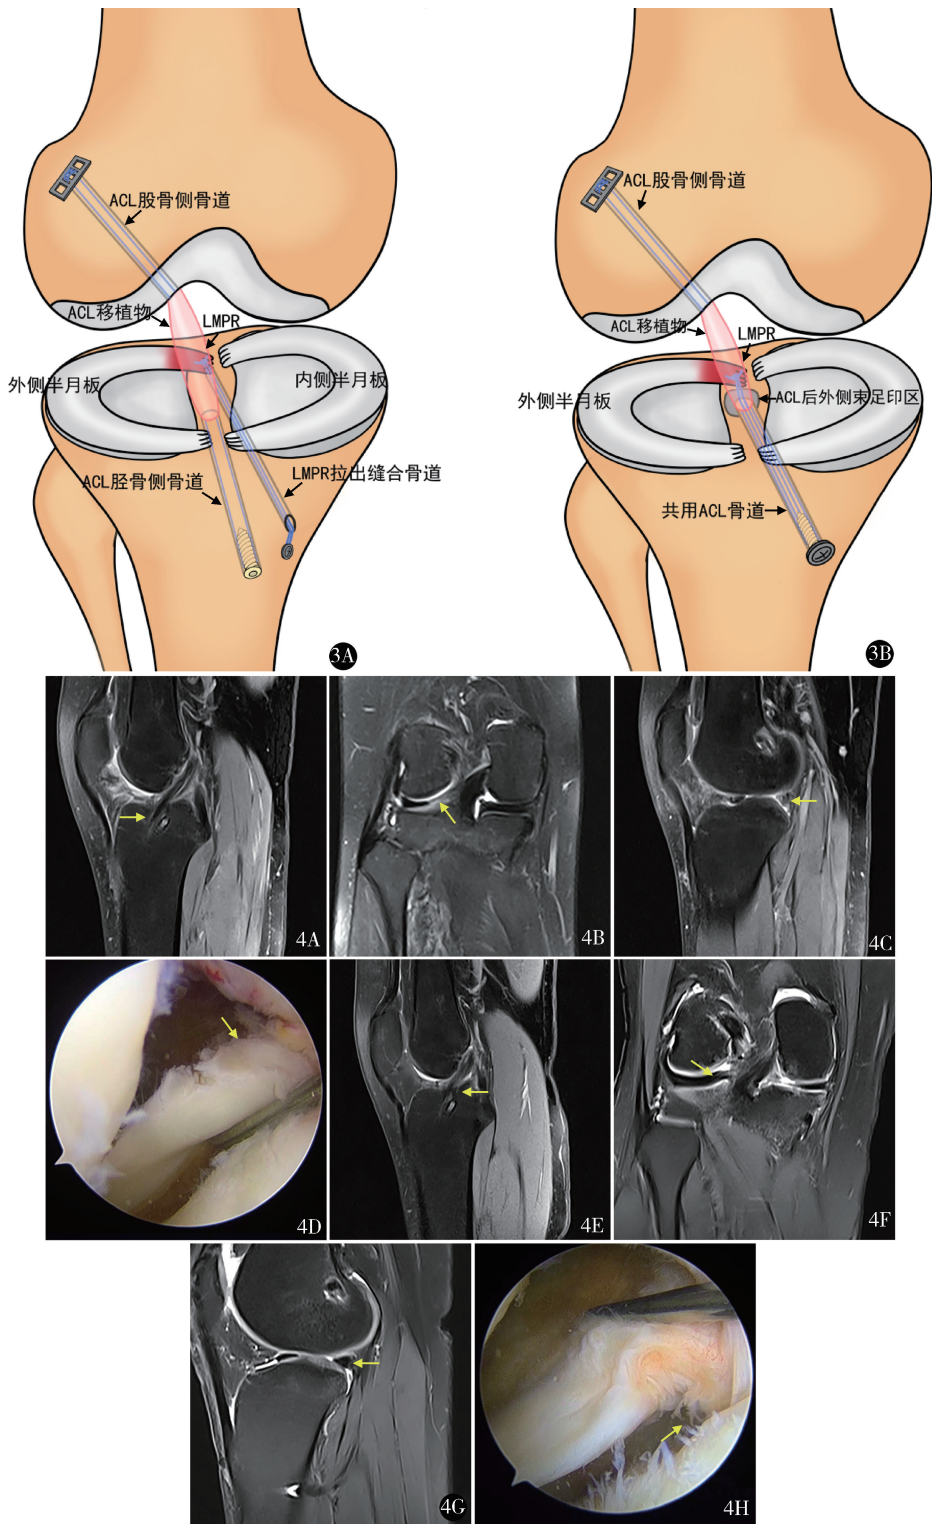 ACL股骨侧骨道
ACL移植物
LMPR
外侧半月板
内侧半月板
ACL胫骨侧骨道
LMPR拉出缝合骨道
3A
ACL股骨侧骨道
ACL移植物
LMPR
外侧半月板
ACL后外侧束足印区
共用ACL骨道
3B
4A
4B
4C
4D
4E
4F
4G
4H